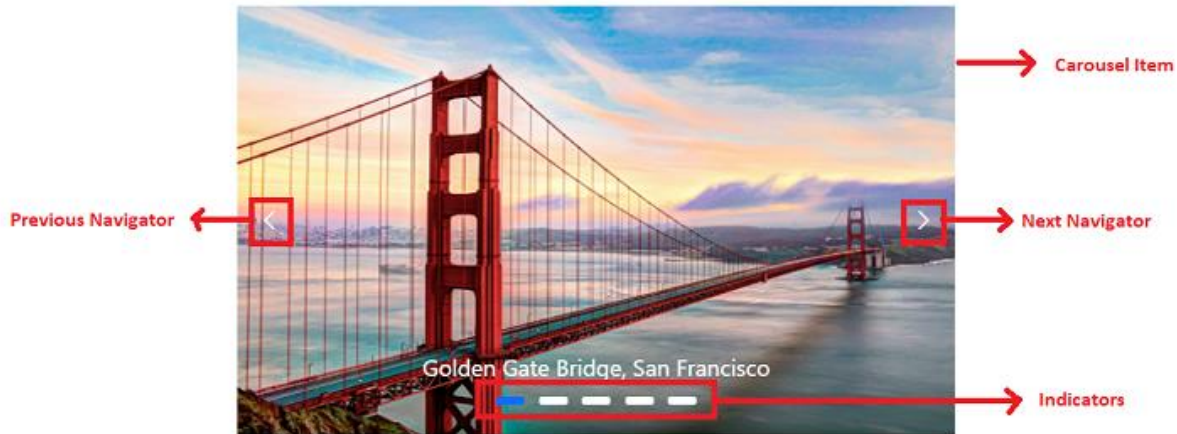 Carousel Item
Previous Navigator
Next Navigator
Golden Gate Bridge, San Francisco
Indicators